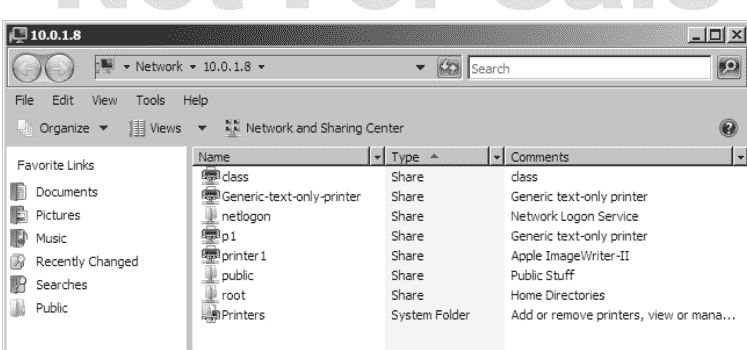 Not For Sale
10.0.1.8
Network 10.0.1.8 Search
File Edit View Tools Help
Organize Views Network and Sharing Center
Favorite Links
Documents
Pictures
Music
Recently Changed
Searches
Public
Name Type Comments
class Share class
Generic-text-only-printer Share Generic text-only printer
netlogon Share Network Logon Service
p1 Share Generic text-only printer
printer1 Share Apple ImageWriter-II
public Share Public Stuff
root Share Home Directories
Printers System Folder Add or remove printers, view or mana...